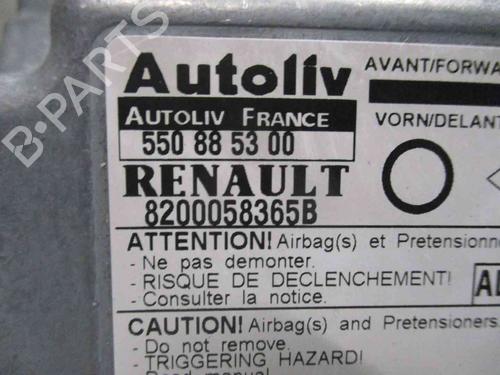 B-PARTS
Autoliv
AUTOLIV FRANCE
550 88 53 00
RENAULT
8200058365B
AVANT/FORWA
VORN/DELANT
ATTENTION! Airbag(s) et Pretensionn
- Ne pas demonter.
- RISQUE DE DECLENCHEMENT!
- Consulter la notice.
CAUTION! Airbag(s) and Pretensioners
- Do not remove.
- TRIGGERING HAZARD!